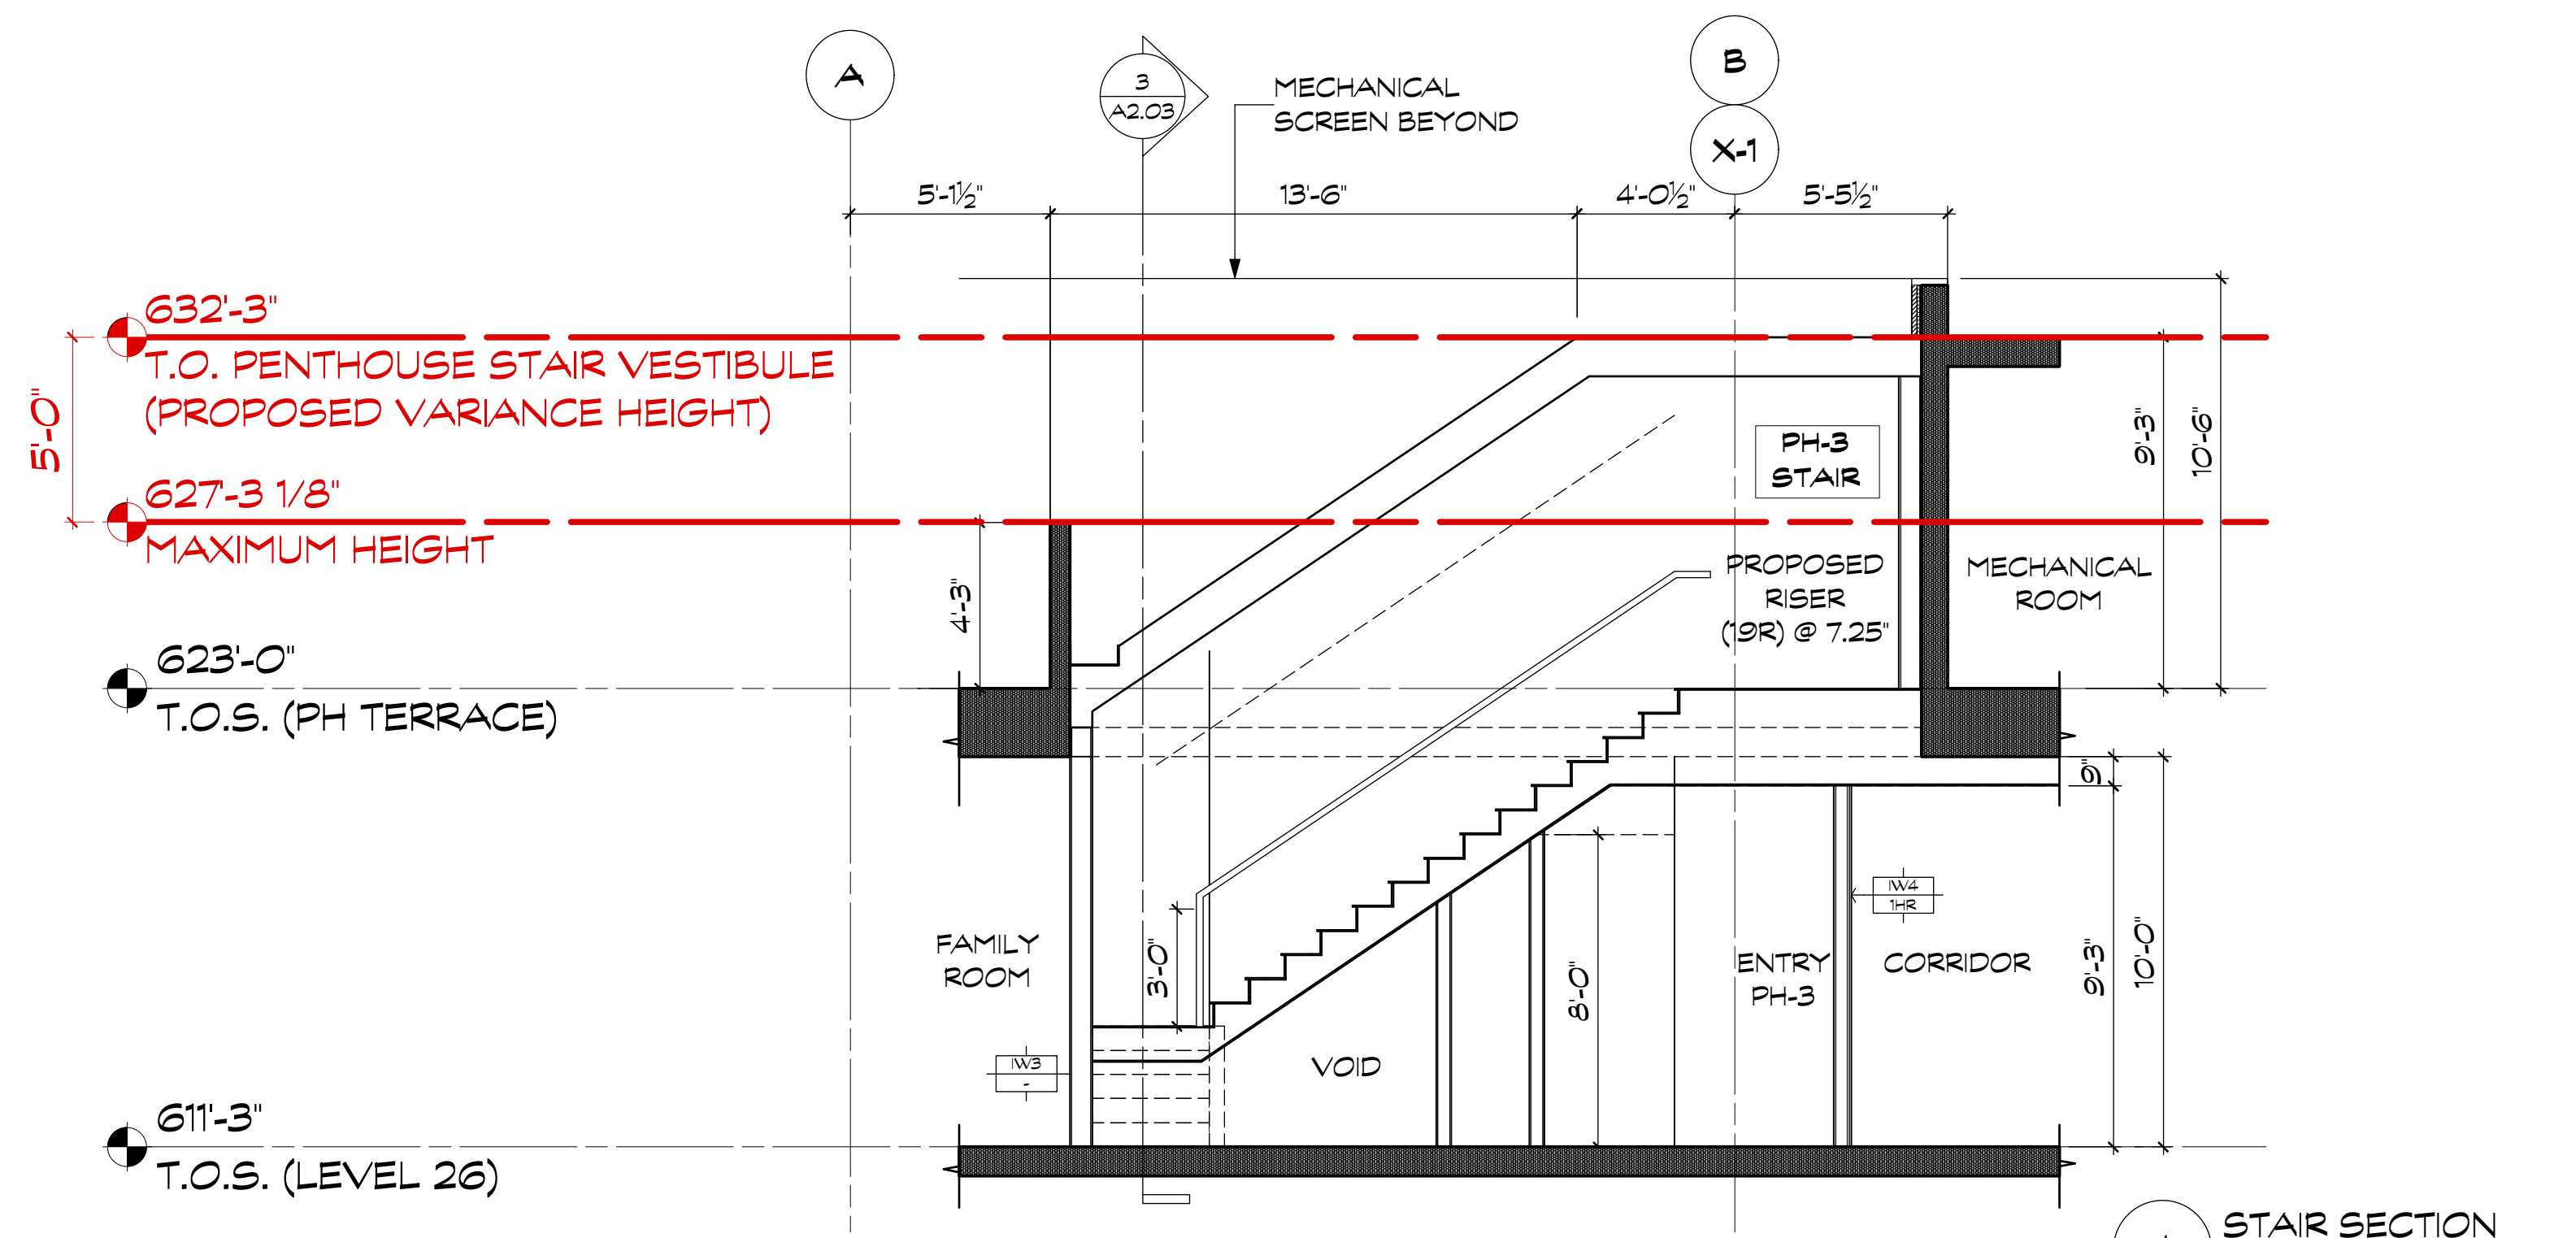 A
3
A2.03
MECHANICAL
SCREEN BEYOND
B
X-1
5'-1½"
13'-6"
4'-0½"
5'-5½"
632'-3"
T.O. PENTHOUSE STAIR VESTIBULE
(PROPOSED VARIANCE HEIGHT)
5'-0"
627'-3 1/8"
MAXIMUM HEIGHT
PH-3
STAIR
9'-3"
10'-6"
4'-3"
PROPOSED
RISER
(19R) @ 7.25"
MECHANICAL
ROOM
623'-0"
T.O.S. (PH TERRACE)
9"
IW4
1HR
FAMILY
ROOM
3'-0"
8'-0"
ENTRY
PH-3
CORRIDOR
9'-3"
10'-0"
IW3
-
VOID
611'-3"
T.O.S. (LEVEL 26)
STAIR SECTION